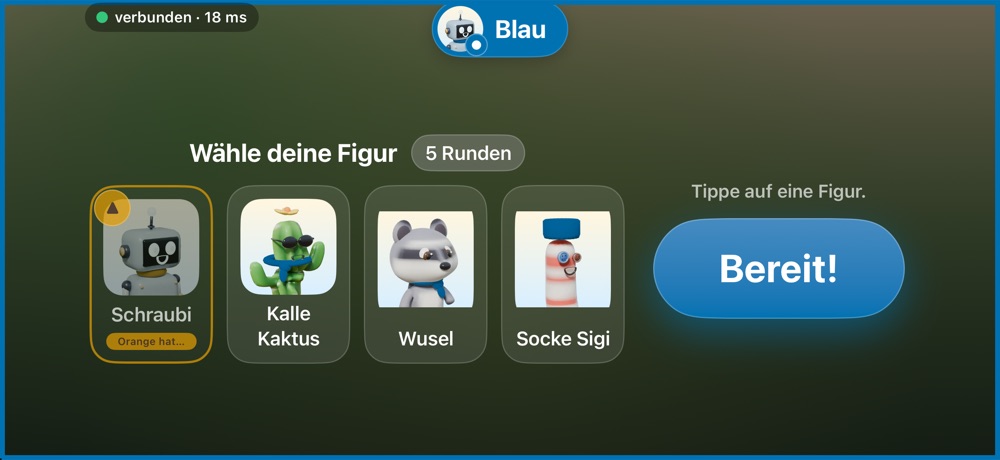 verbunden · 18 ms
Blau
Wähle deine Figur
5 Runden
Tippe auf eine Figur.
Bereit!
Schraubi
Orange hat...
Kalle
Kaktus
Wusel
Socke Sigi